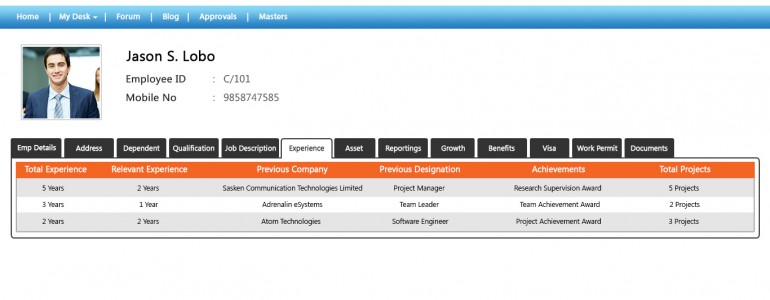 Home | My Desk | Forum | Blog | Approvals | Masters
Jason S. Lobo
Employee ID : C/101
Mobile No : 9858747585
Emp Details Address Dependent Qualification Job Description Experience Asset Reportings Growth Benefits Visa Work Permit Documents
Total Experience Relevant Experience Previous Company Previous Designation Achievements Total Projects
5 Years 2 Years Sasken Communication Technologies Limited Project Manager Research Supervision Award 5 Projects
3 Years 1 Year Adrenalin eSystems Team Leader Team Achievement Award 2 Projects
2 Years 2 Years Atom Technologies Software Engineer Project Achievement Award 3 Projects